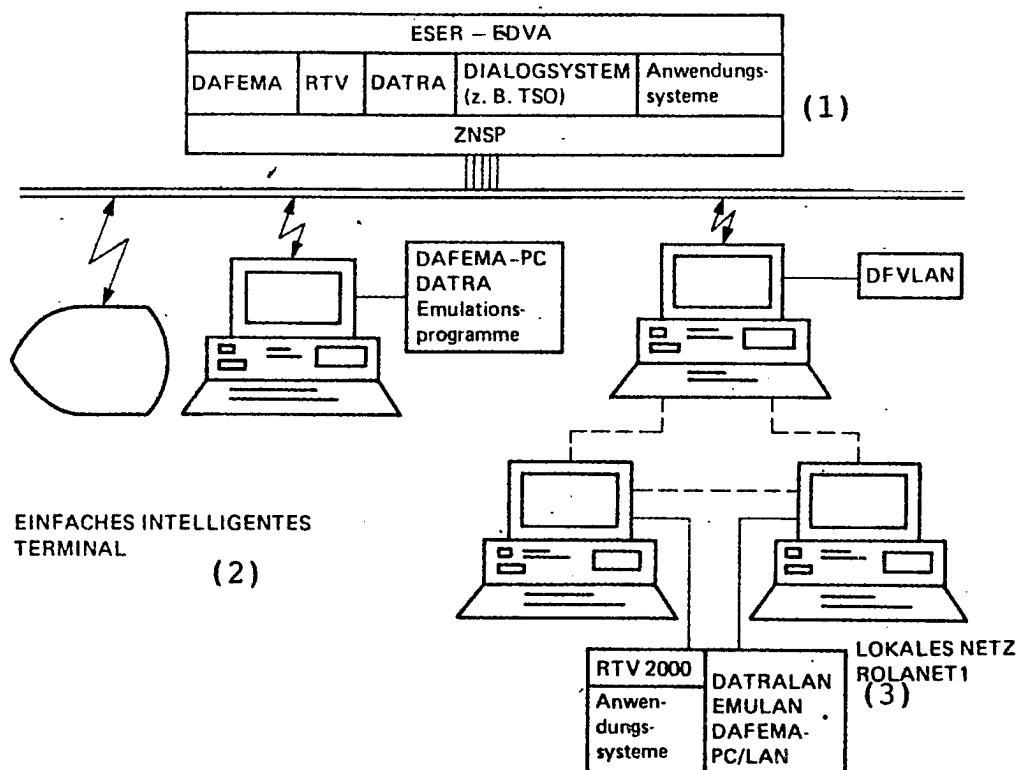 ESER – EDVA
DAFEMA
RTV
DATRA
DIALOGSYSTEM
(z. B. TSO)
Anwendungs-
systeme
(1)
ZNSP
DAFEMA-PC
DATRA
Emulations-
programme
DFVLAN
EINFACHES INTELLIGENTES
TERMINAL
(2)
LOKALES NETZ
ROLANET1
(3)
RTV 2000
Anwen-
dungs-
systeme
DATRALAN
EMULAN
DAFEMA-
PC/LAN